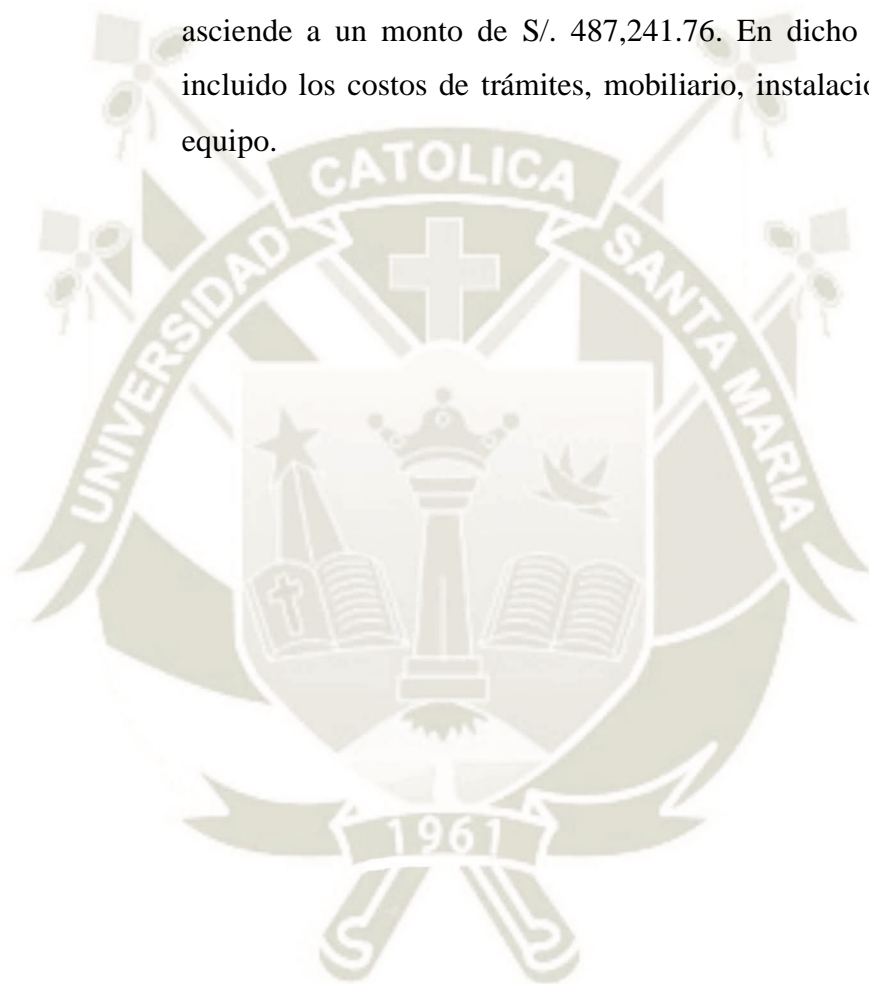 asciende a un monto de S/. 487,241.76. En dicho
incluido los costos de trámites, mobiliario,
equipo.
CATOLICA
UNIVERSIDAD
SANTA MARIA
1961